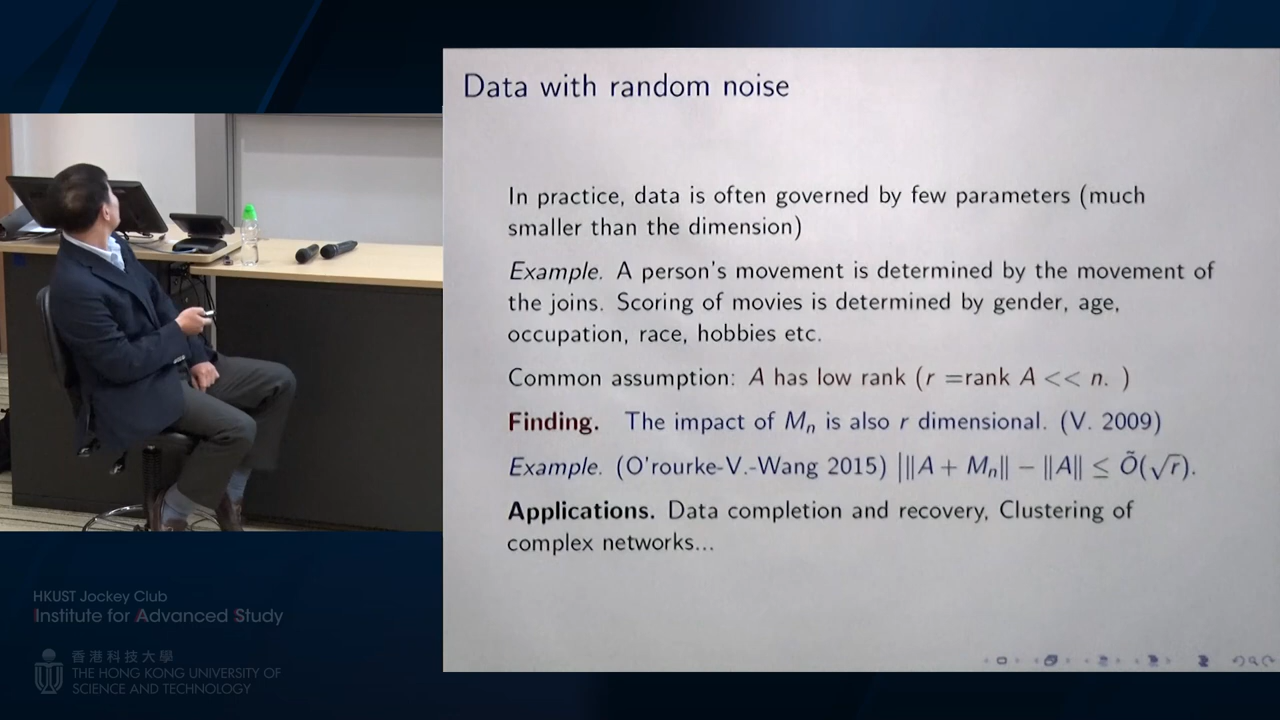 Data with random noise
In practice, data is often governed by few parameters (much
smaller than the dimension)
Example. A person's movement is determined by the movement of
the joins. Scoring of movies is determined by gender, age,
occupation, race, hobbies etc.
Common assumption: A has low rank (r =rank A << n. )
Finding. The impact of Mₙ is also r dimensional. (V. 2009)
Example. (O'rourke-V.-Wang 2015) |‖A + Mₙ‖ − ‖A‖ ≤ Õ(√r).
Applications. Data completion and recovery, Clustering of
complex networks...
HKUST Jockey Club
Institute for Advanced Study
香港科技大學
THE HONG KONG UNIVERSITY OF
SCIENCE AND TECHNOLOGY